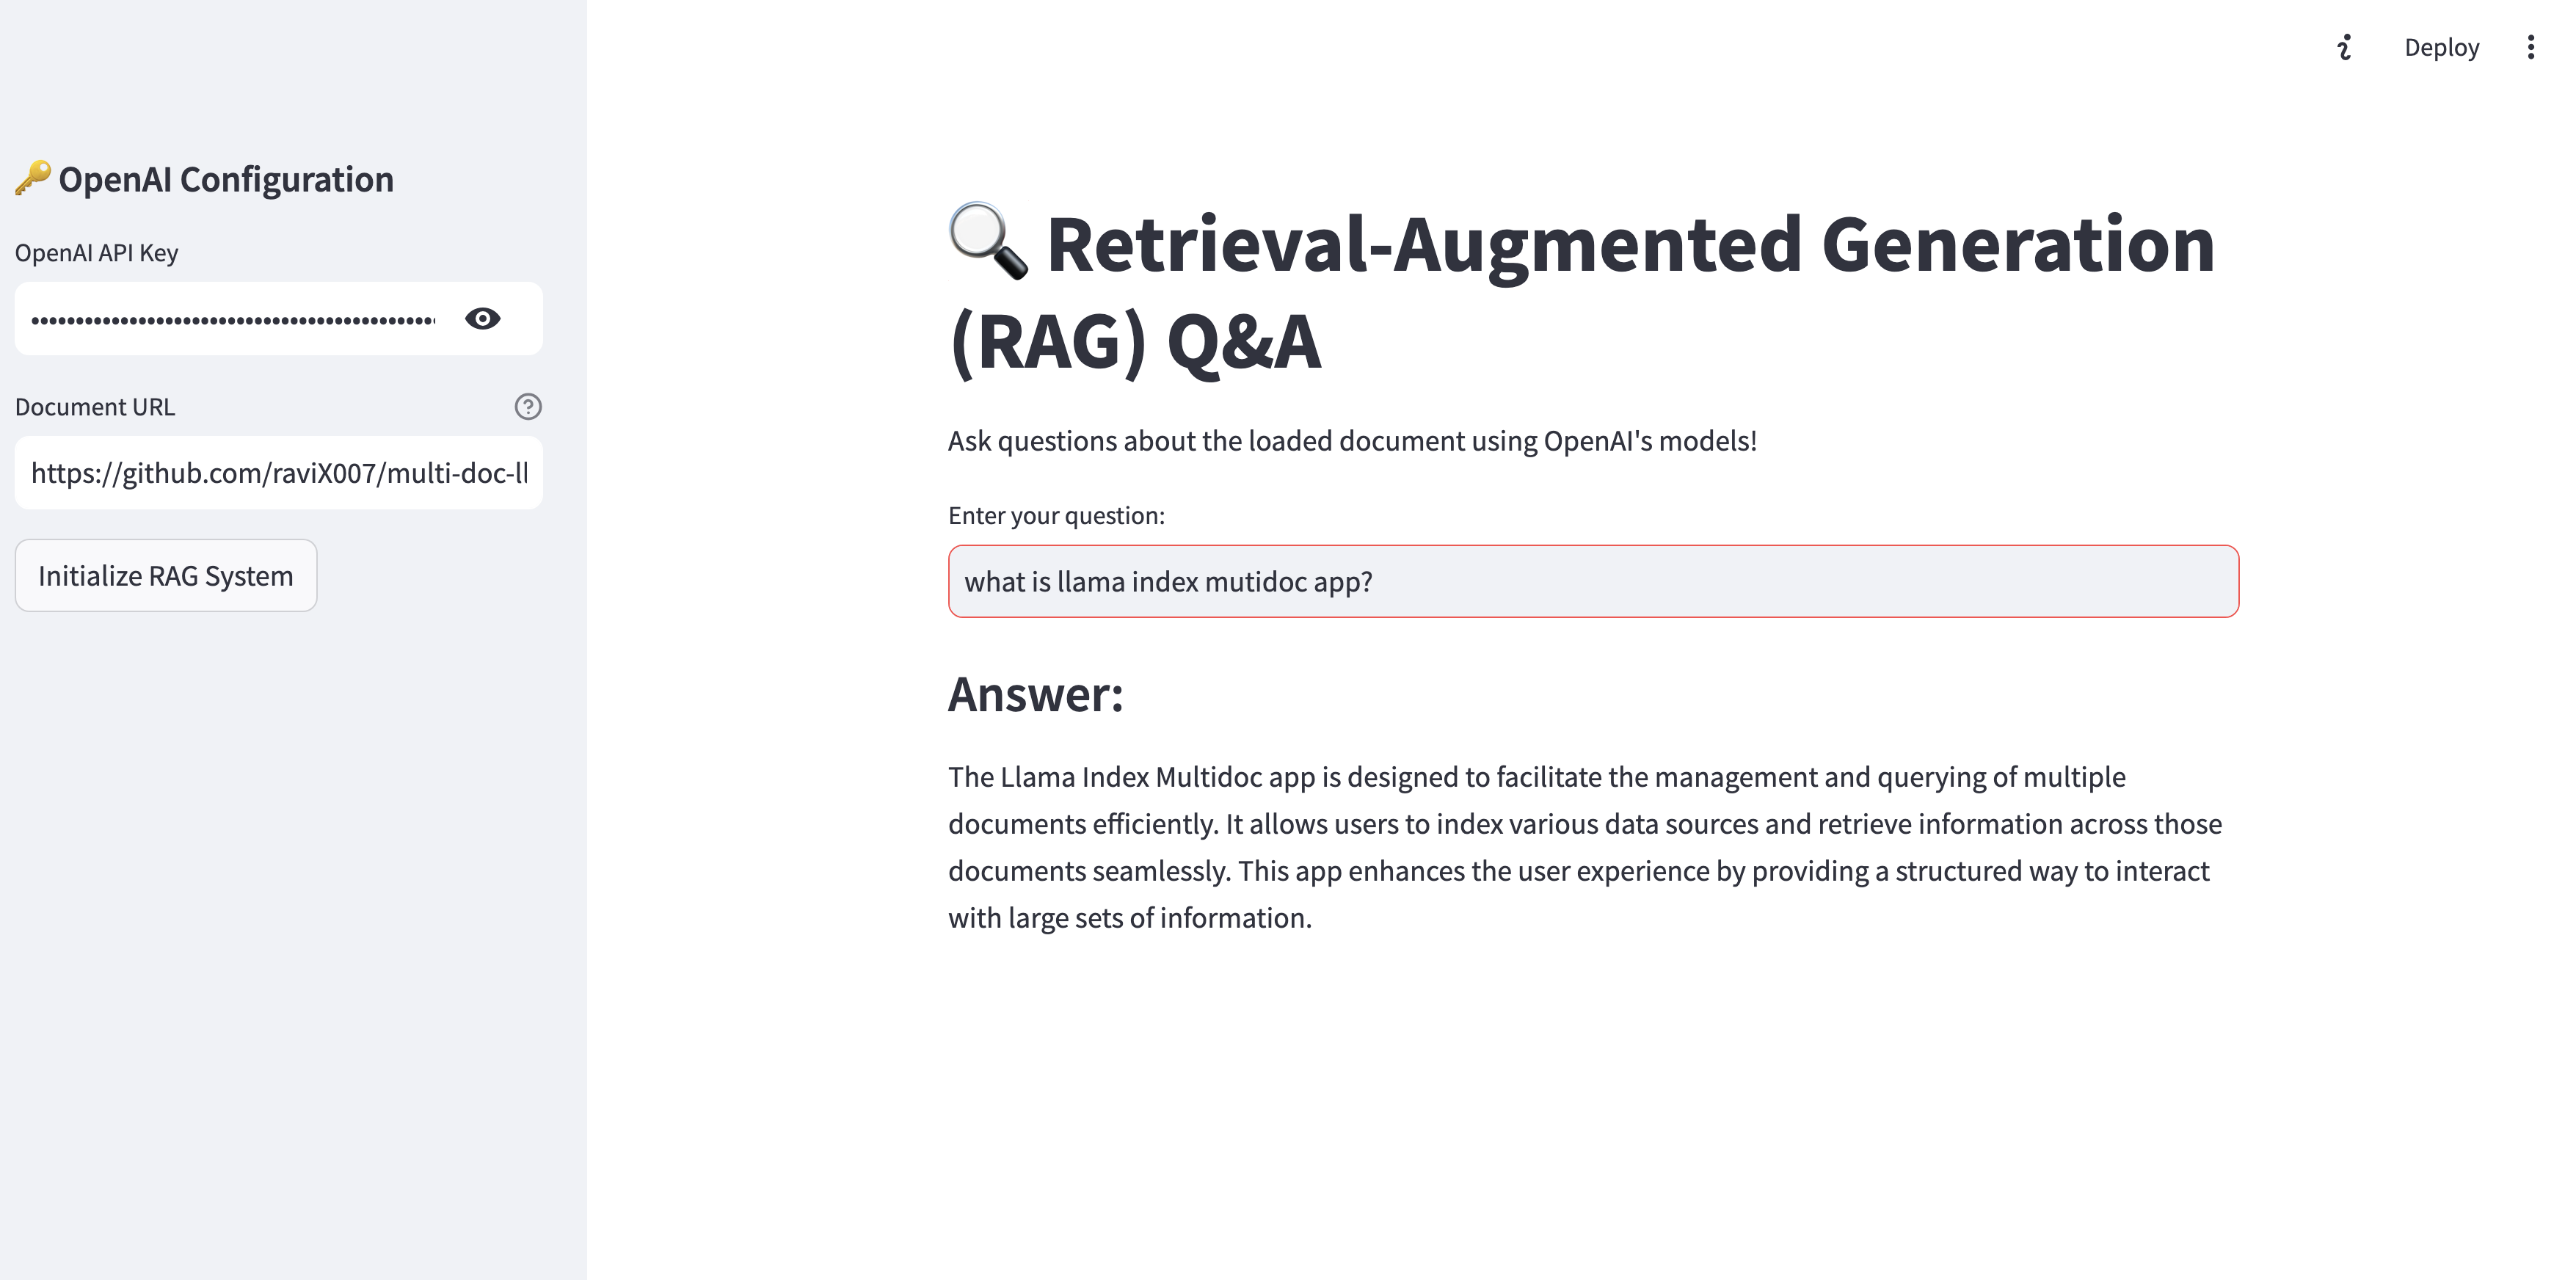 Deploy
🔑 OpenAI Configuration
OpenAI API Key
Document URL
https://github.com/raviX007/multi-doc-ll
Initialize RAG System
🔍 Retrieval-Augmented Generation
(RAG) Q&A
Ask questions about the loaded document using OpenAI's models!
Enter your question:
what is llama index mutidoc app?
Answer:
The Llama Index Multidoc app is designed to facilitate the management and querying of multiple
documents efficiently. It allows users to index various data sources and retrieve information across those
documents seamlessly. This app enhances the user experience by providing a structured way to interact
with large sets of information.